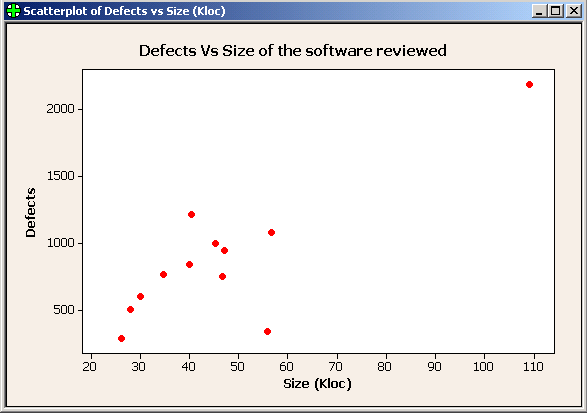 Scatterplot of Defects vs Size (Kloc)
Defects Vs Size of the software reviewed
2000
1500
1000
500
Defects
20 30 40 50 60 70 80 90 100 110
Size (Kloc)